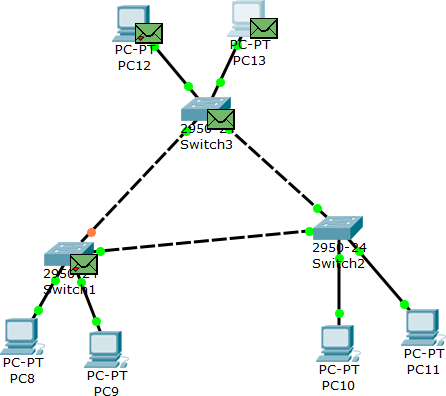 PC-PT
PC12
PC-PT
PC13
2950-2
Switch3
2950-24
Switch1
2950-24
Switch2
PC-PT
PC8
PC-PT
PC9
PC-PT
PC10
PC-PT
PC11